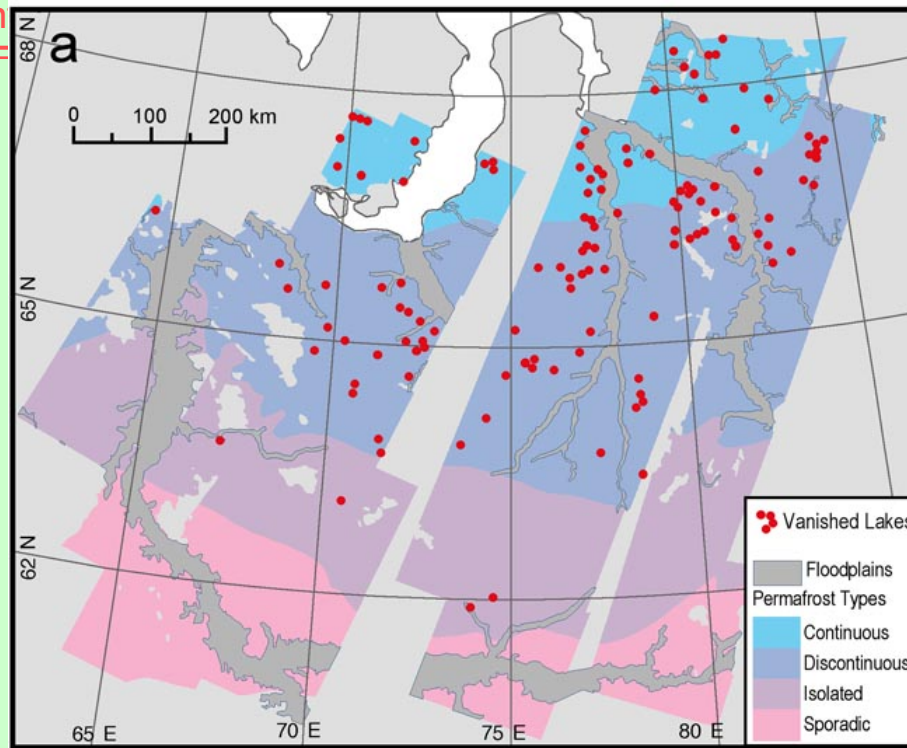 n
a
68 N
0 100 200 km
65 N
62 N
65 E
70 E
75 E
80 E
Vanished Lakes
Floodplains
Permafrost Types
Continuous
Discontinuous
Isolated
Sporadic